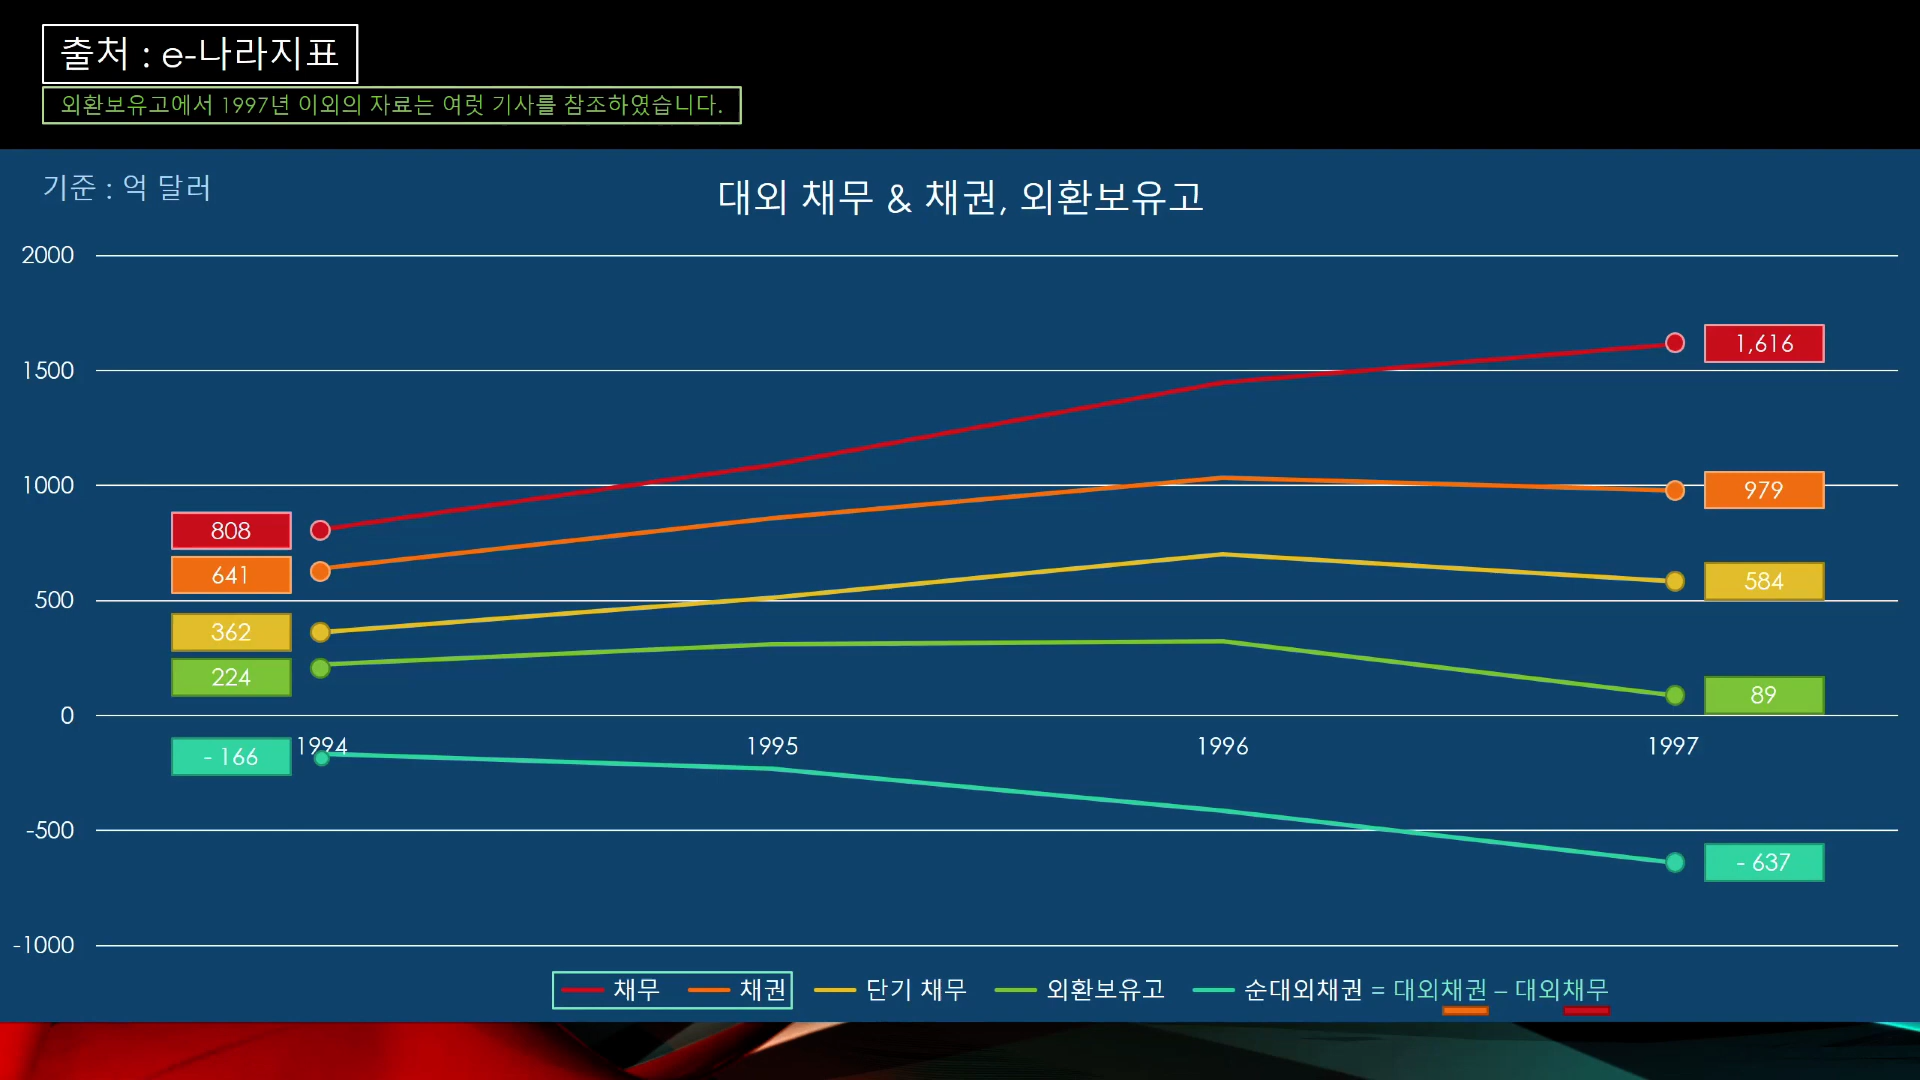 출처 : e-나라지표
외환보유고에서 1997년 이외의 자료는 여럿 기사를 참조하였습니다.
기준 : 억 달러
대외 채무 & 채권, 외환보유고
2000
1,616
1500
1000
979
808
641
584
500
362
224
89
0
1994 1995 1996 1997
- 166
-500
- 637
-1000
채무 채권 단기 채무 외환보유고 순대외채권 = 대외채권 – 대외채무